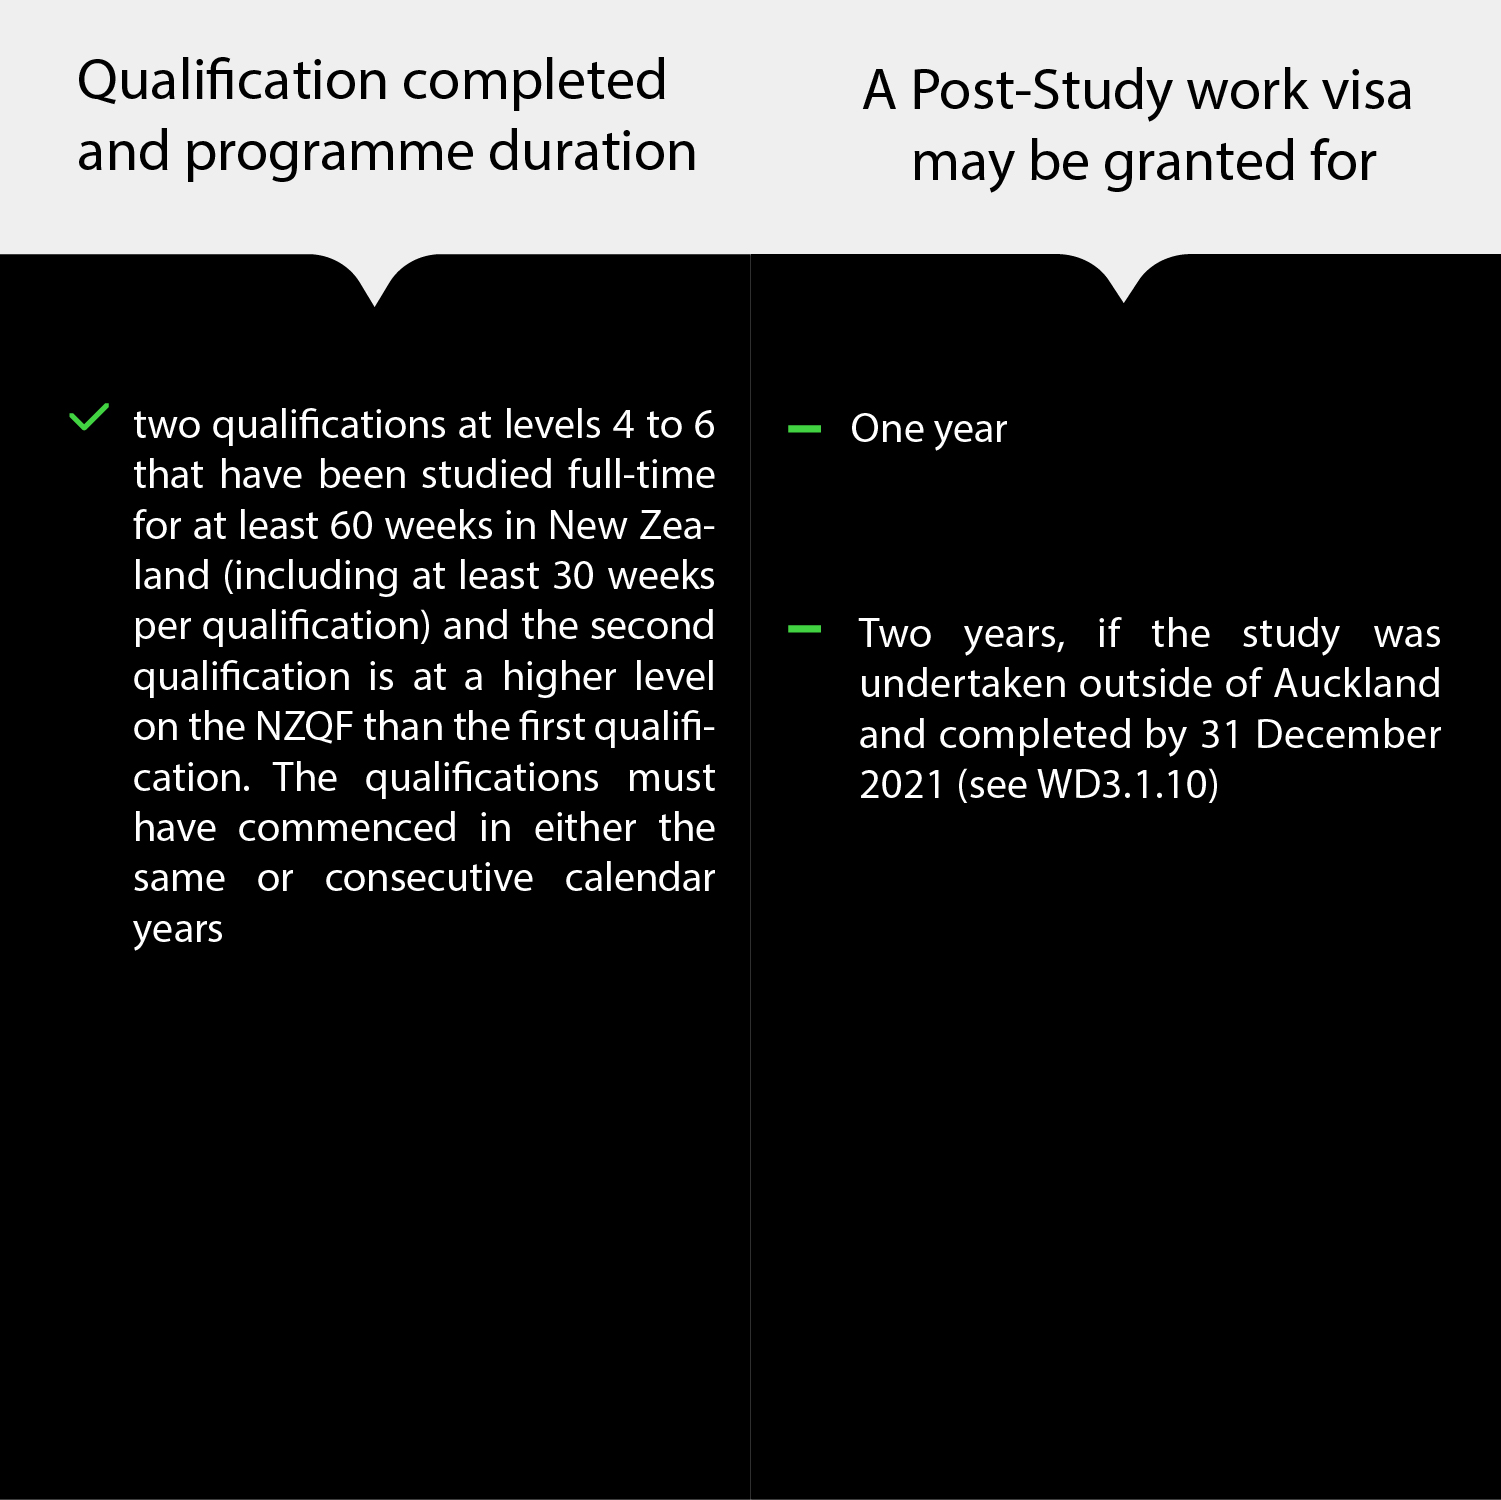 Qualification completed
and programme duration
A Post-Study work visa
may be granted for
two qualifications at levels 4 to 6
that have been studied full-time
for at least 60 weeks in New Zea-
land (including at least 30 weeks
per qualification) and the second
qualification is at a higher level
on the NZQF than the first qualifi-
cation. The qualifications must
have commenced in either the
same or consecutive calendar
years
One year
Two years, if the study was
undertaken outside of Auckland
and completed by 31 December
2021 (see WD3.1.10)